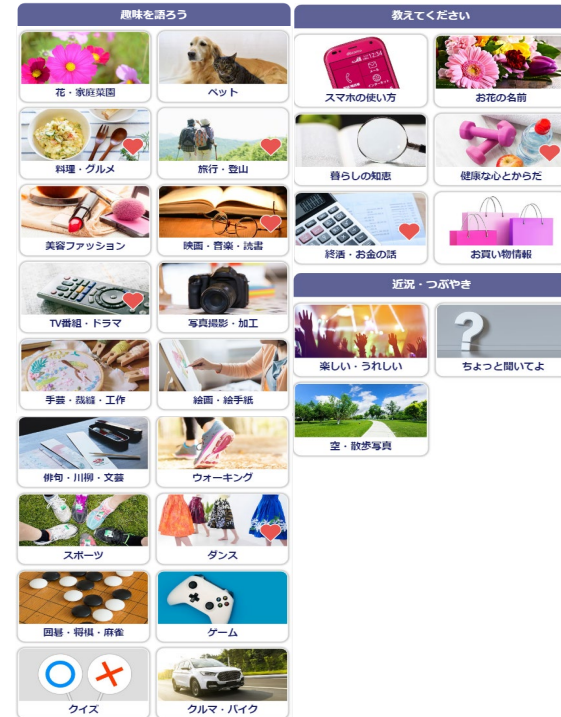 趣味を語ろう
花・家庭菜園
ペット
料理・グルメ
旅行・登山
美容ファッション
映画・音楽・読書
TV番組・ドラマ
写真撮影・加工
手芸・裁縫・工作
絵画・絵手紙
俳句・川柳・文芸
ウォーキング
スポーツ
ダンス
囲碁・将棋・麻雀
ゲーム
クイズ
クルマ・バイク
教えてください
スマホの使い方
お花の名前
暮らしの知恵
健康な心とからだ
終活・お金の話
お買い物情報
近況・つぶやき
楽しい・うれしい
ちょっと聞いてよ
空・散歩写真